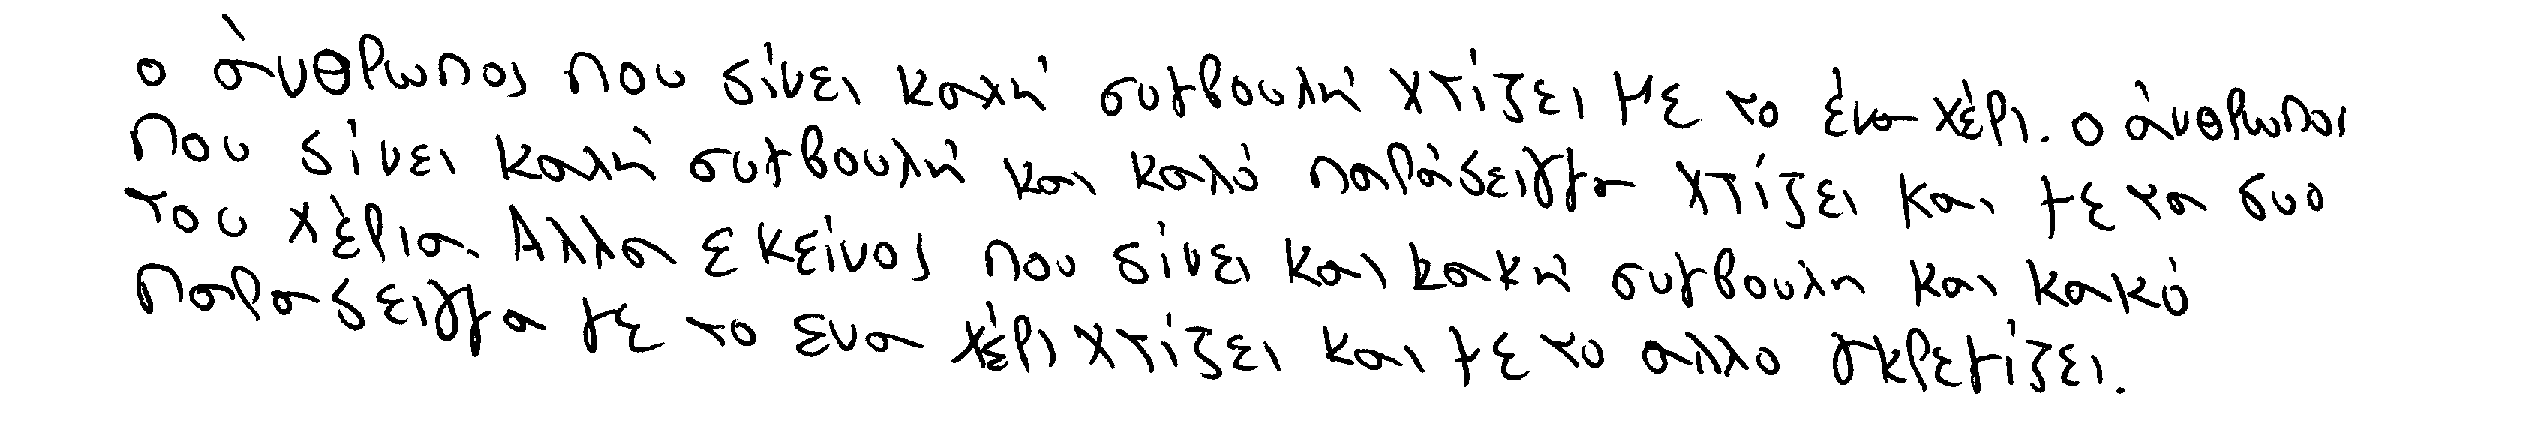 ο άνθρωπος που δίνει καλή συμβουλή χτίζει με το ένα χέρι. ο άνθρωπος
που δίνει καλή συμβουλή και καλό παράδειγμα χτίζει και με τα δυο
του χέρια. Αλλα εκείνος που δίνει και κακή συμβουλη και κακό
παραδειγμα με το ενα χέρι χτίζει και με το αλλο γκρεμίζει.